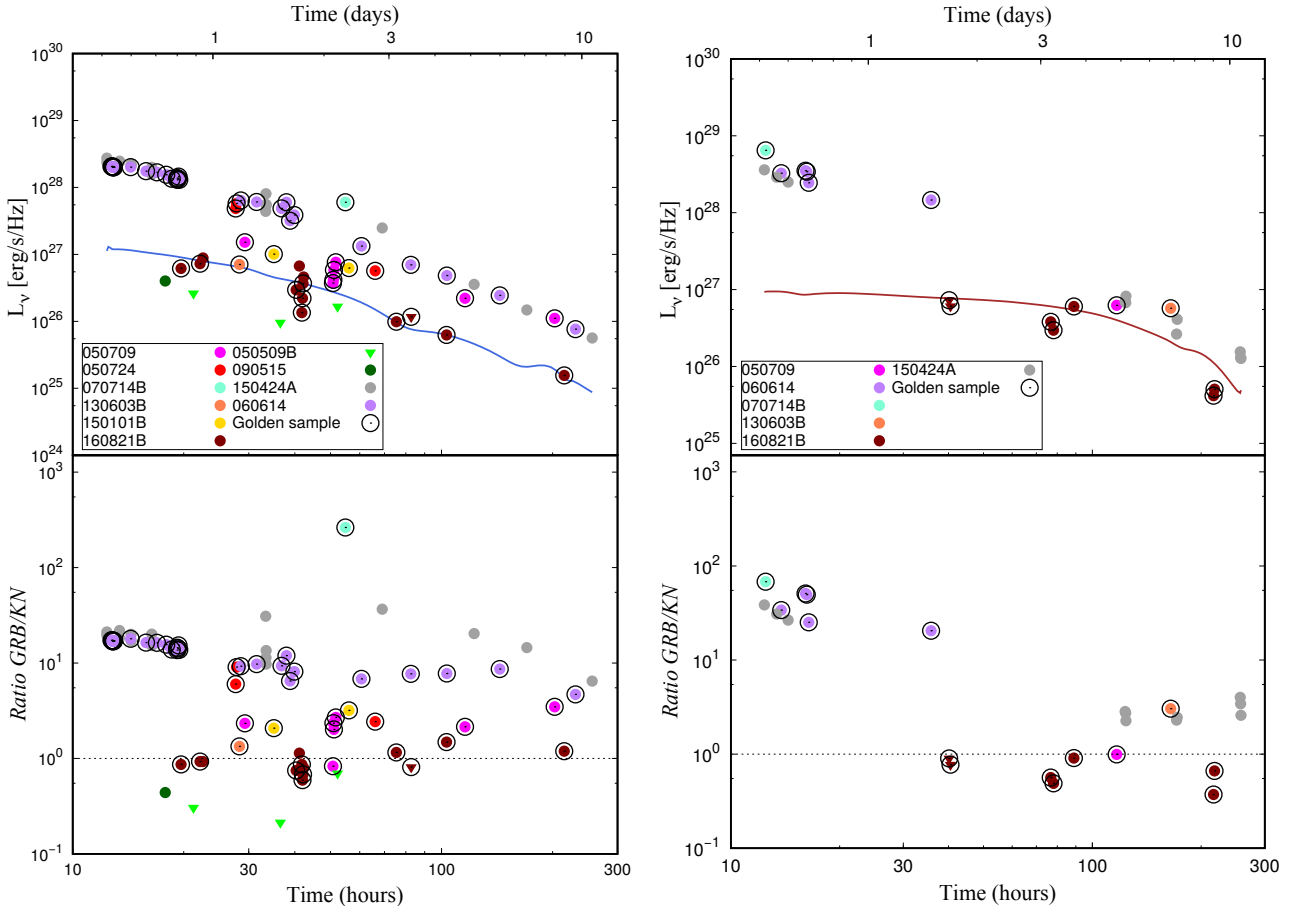 Time (days)
1 3 10
10^30
10^29
10^28
10^27
10^26
10^25
10^24
L_ν [erg/s/Hz]
050709 050509B
050724 090515
070714B 150424A
130603B 060614
150101B Golden sample
160821B
10^2
10^1
10^0
10^-1
Ratio GRB/KN
10 30 100 300
Time (hours)
Time (days)
1 3 10
10^30
10^29
10^28
10^27
10^26
10^25
L_ν [erg/s/Hz]
050709 150424A
060614 Golden sample
070714B
130603B
160821B
10^3
10^2
10^1
10^0
10^-1
Ratio GRB/KN
10 30 100 300
Time (hours)